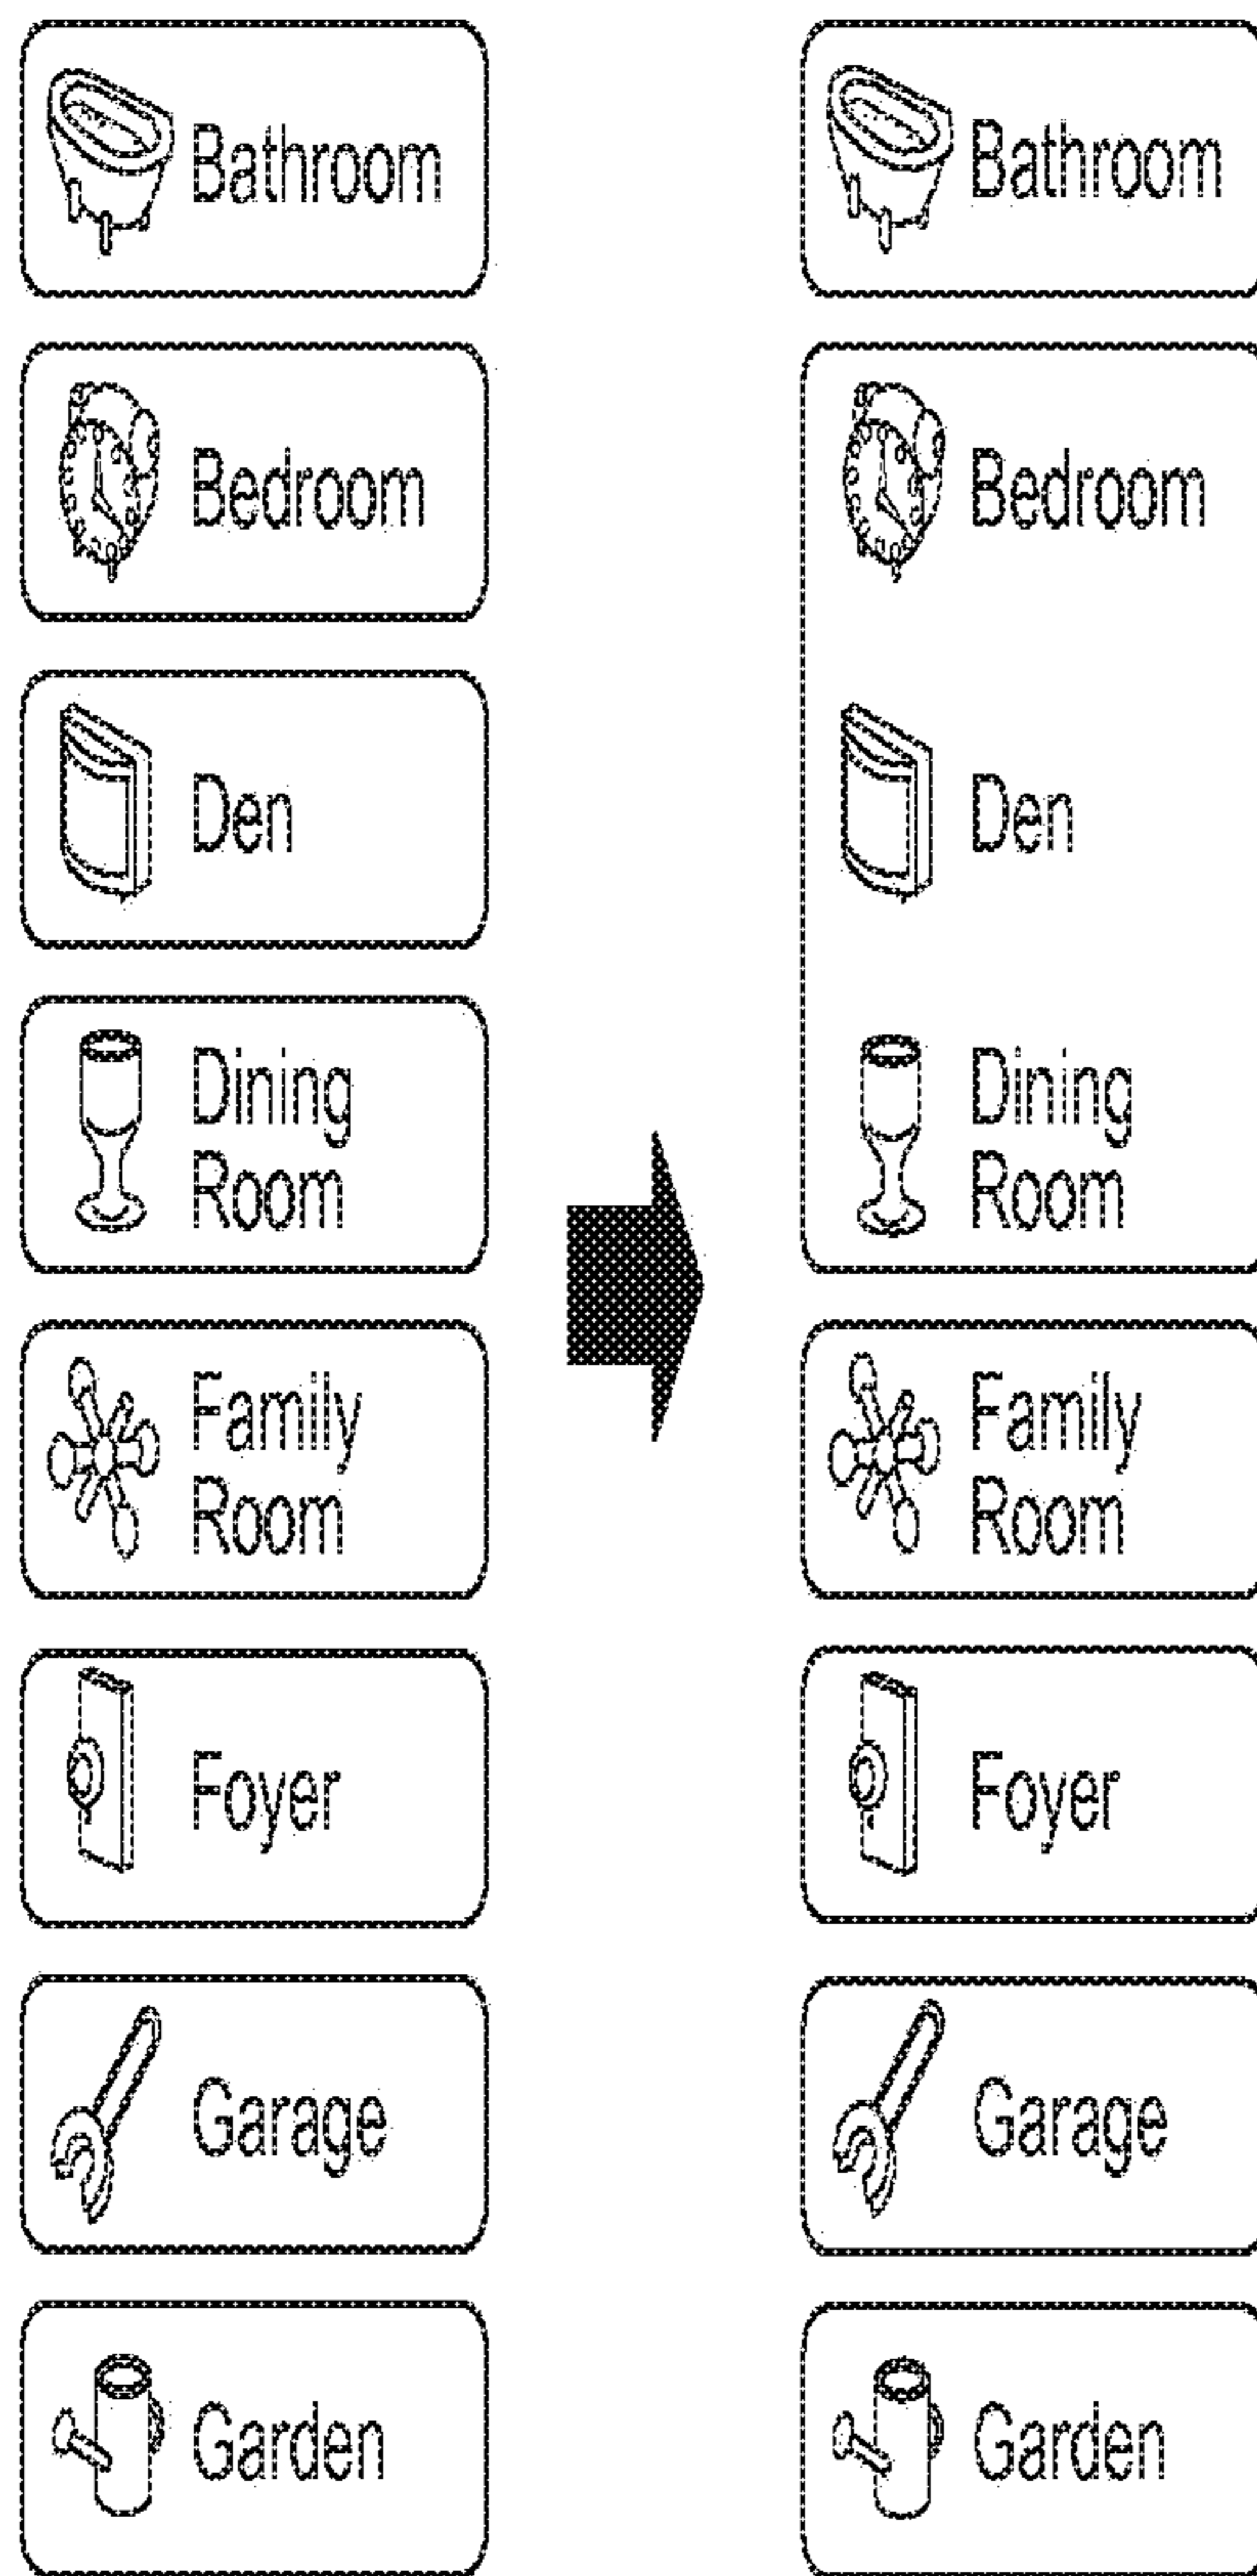 Bathroom
Bedroom
Den
Dining
Room
Family
Room
Foyer
Garage
Garden
Bathroom
Bedroom
Den
Dining
Room
Family
Room
Foyer
Garage
Garden